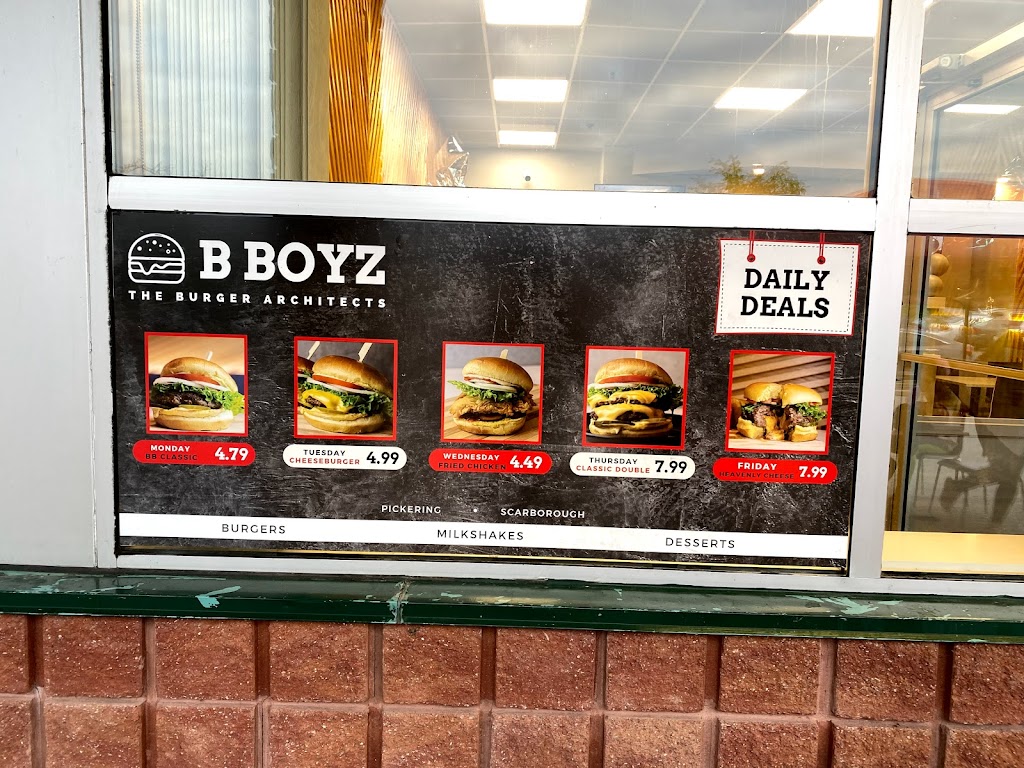 B BOYZ
THE BURGER ARCHITECTS
DAILY
DEALS
MONDAY
BB CLASSIC
4.79
TUESDAY
CHEESEBURGER
4.99
WEDNESDAY
FRIED CHICKEN
4.49
THURSDAY
CLASSIC DOUBLE
7.99
FRIDAY
HEAVENLY CHEESE
7.99
PICKERING • SCARBOROUGH
BURGERS MILKSHAKES DESSERTS